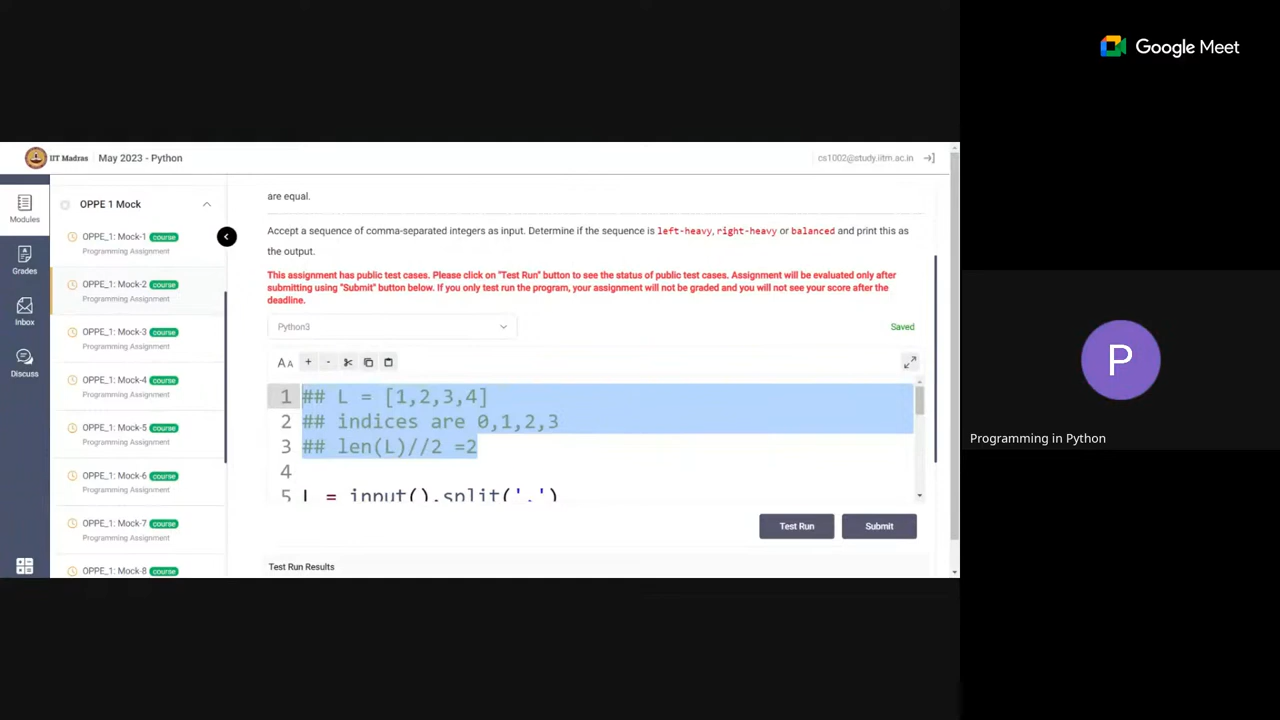 Google Meet
IIT Madras May 2023 - Python
cs1002@study.iitm.ac.in
Modules
Grades
Inbox
Discuss
OPPE 1 Mock
OPPE_1: Mock-1 course
Programming Assignment
OPPE_1: Mock-2 course
Programming Assignment
OPPE_1: Mock-3 course
Programming Assignment
OPPE_1: Mock-4 course
Programming Assignment
OPPE_1: Mock-5 course
Programming Assignment
OPPE_1: Mock-6 course
Programming Assignment
OPPE_1: Mock-7 course
Programming Assignment
OPPE_1: Mock-8 course
are equal.
Accept a sequence of comma-separated integers as input. Determine if the sequence is left-heavy, right-heavy or balanced and print this as
the output.
This assignment has public test cases. Please click on "Test Run" button to see the status of public test cases. Assignment will be evaluated only after
submitting using "Submit" button below. If you only test run the program, your assignment will not be graded and you will not see your score after the
deadline.
Python3
Saved
AA + -
1 ## L = [1,2,3,4]
2 ## indices are 0,1,2,3
3 ## len(L)//2 =2
4
5 L = input().split(',')
Test Run Submit
Test Run Results
P
Programming in Python